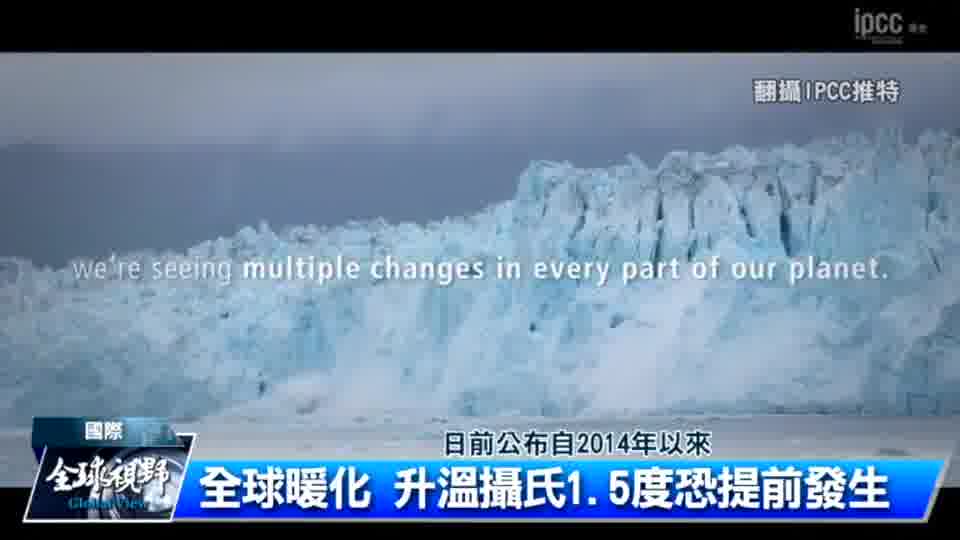 ipcc
翻攝IPCC推特
we're seeing multiple changes in every part of our planet.
國際
日前公布自2014年以來
全球視野
Global View
全球暖化 升溫攝氏1.5度恐提前發生